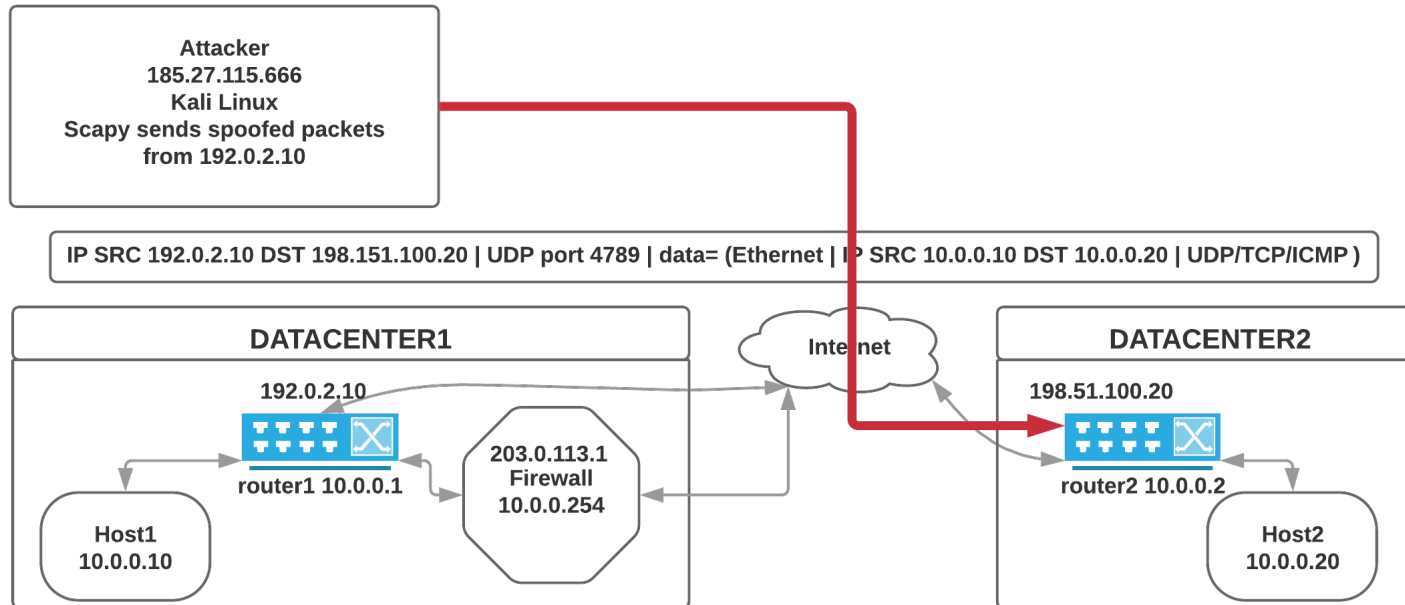 Attacker
185.27.115.666
Kali Linux
Scapy sends spoofed packets
from 192.0.2.10
IP SRC 192.0.2.10 DST 198.151.100.20 | UDP port 4789 | data= (Ethernet | IP SRC 10.0.0.10 DST 10.0.0.20 | UDP/TCP/ICMP )
DATACENTER1
Internet
DATACENTER2
192.0.2.10
198.51.100.20
203.0.113.1
Firewall
10.0.0.254
router1 10.0.0.1
router2 10.0.0.2
Host1
10.0.0.10
Host2
10.0.0.20